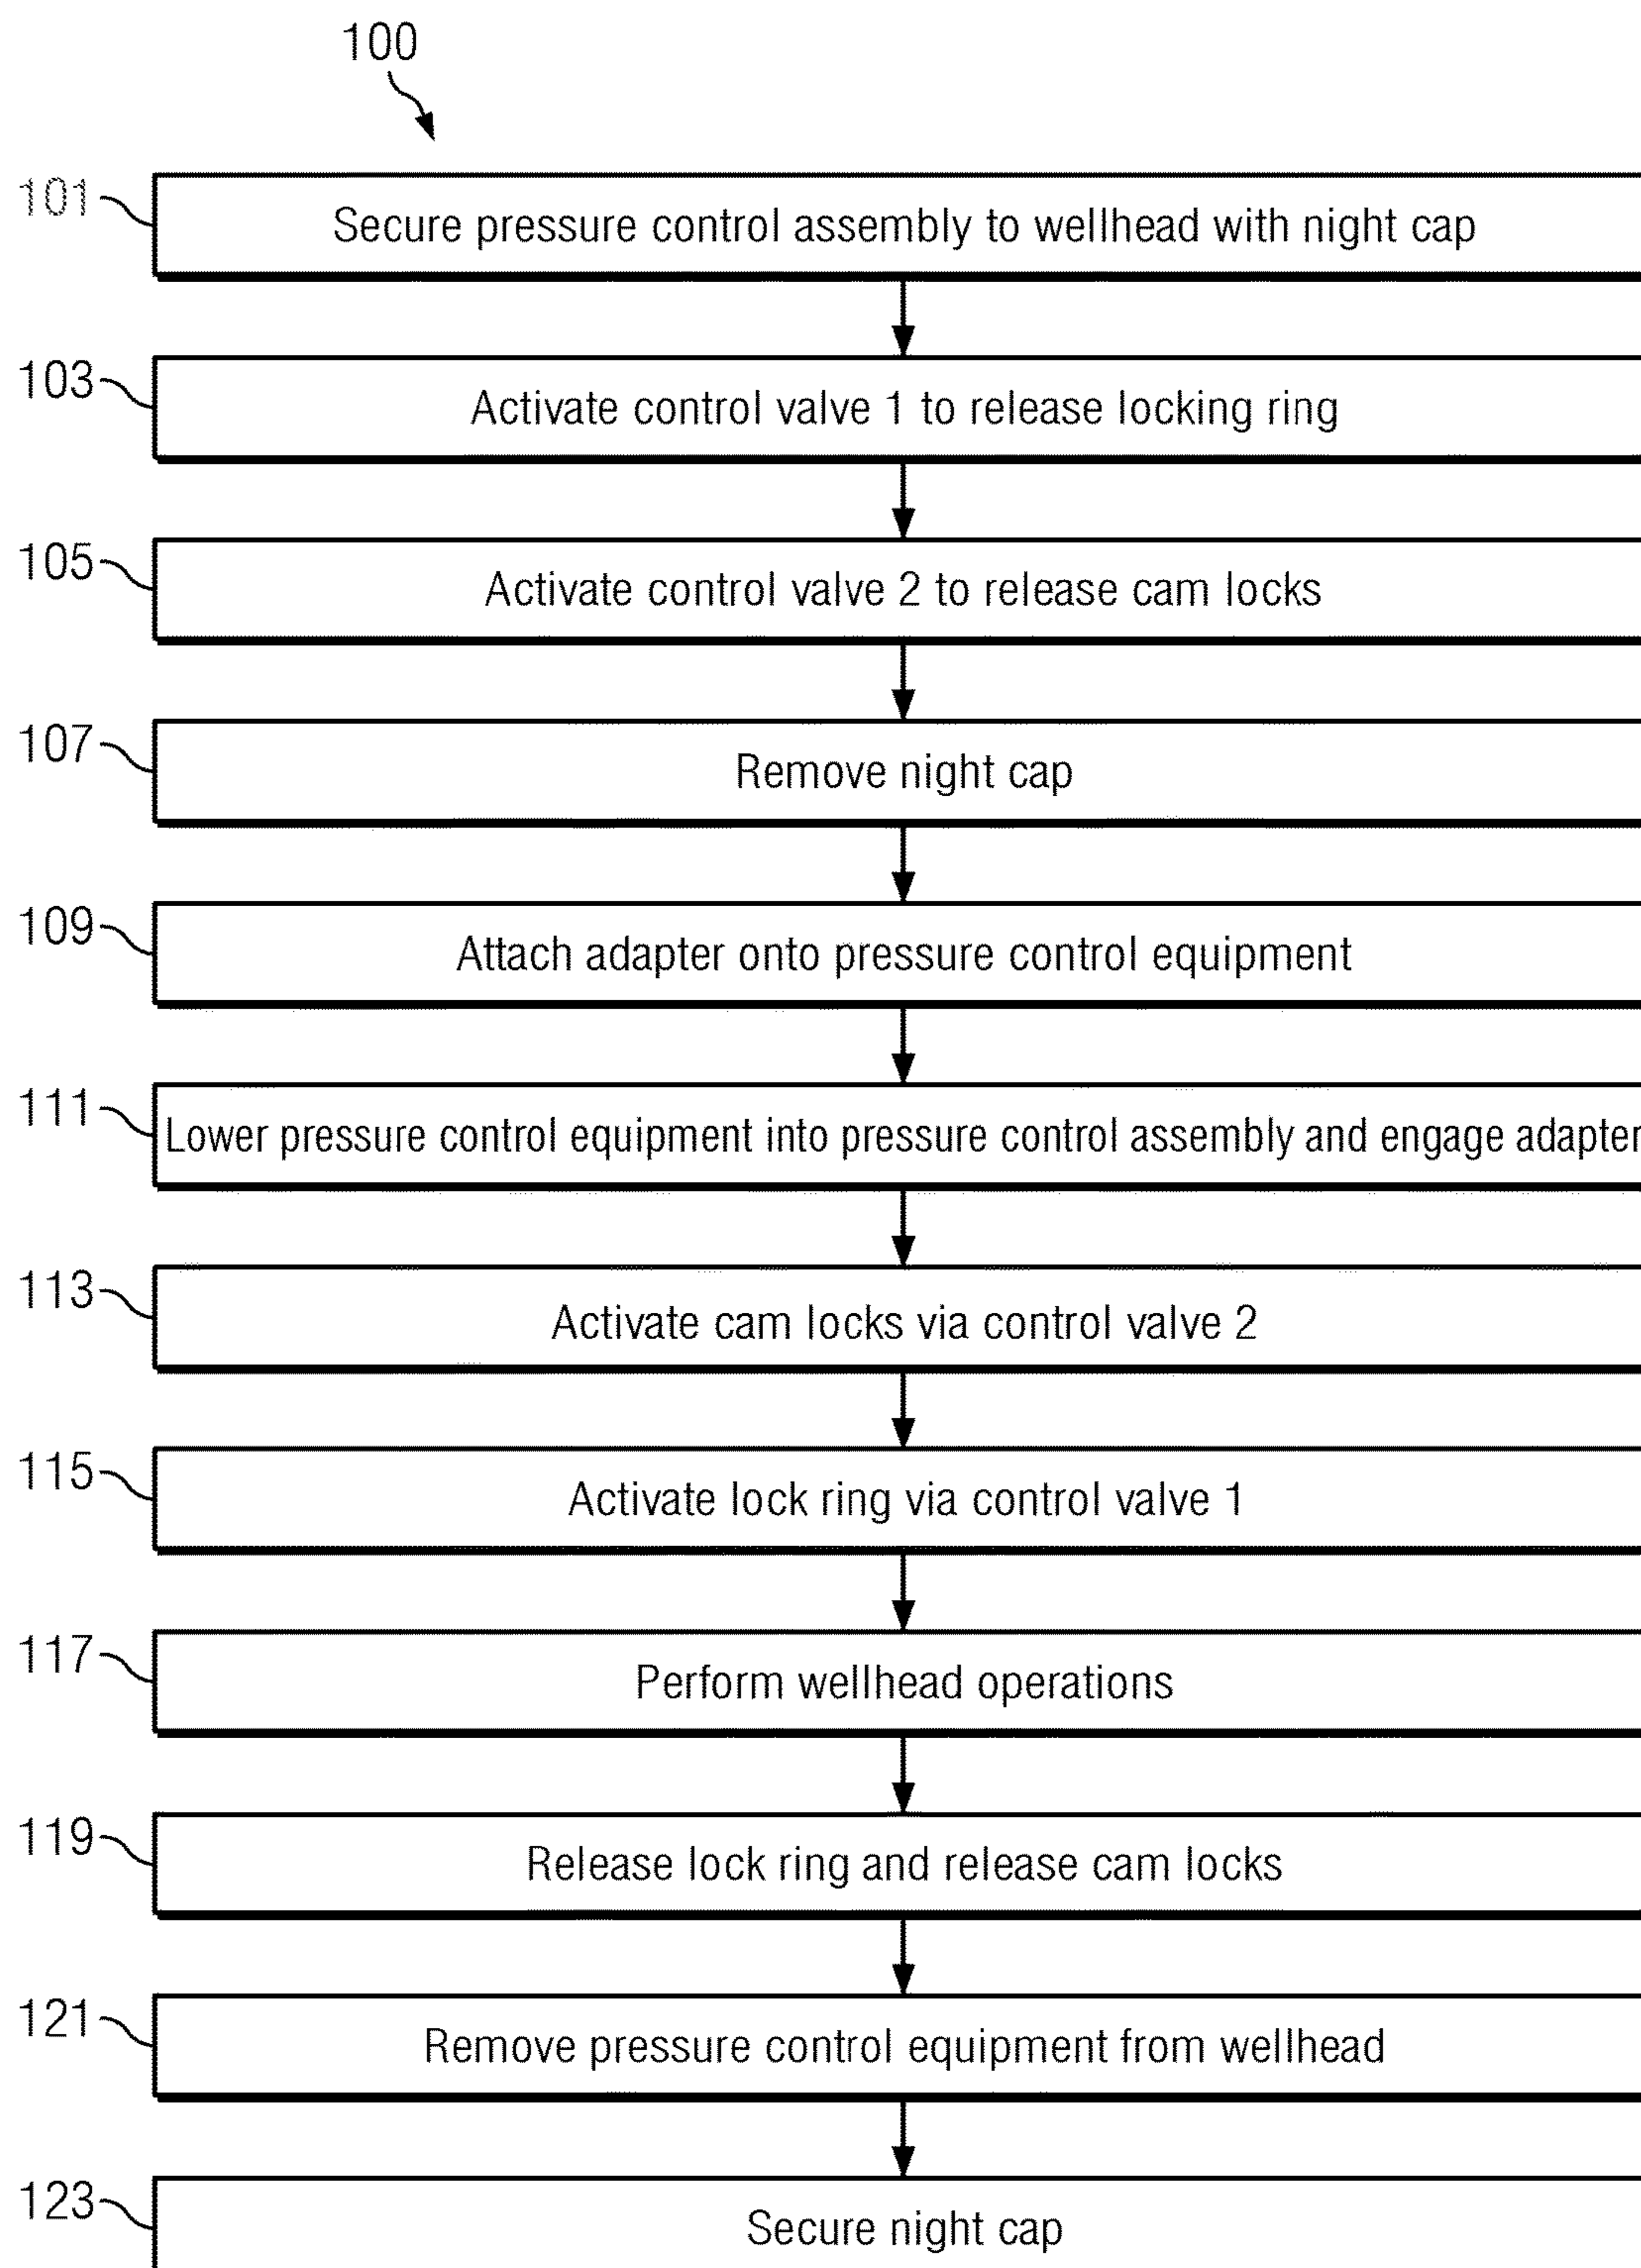 100
101 Secure pressure control assembly to wellhead with night cap
103 Activate control valve 1 to release locking ring
105 Activate control valve 2 to release cam locks
107 Remove night cap
109 Attach adapter onto pressure control equipment
111 Lower pressure control equipment into pressure control assembly and engage adapter
113 Activate cam locks via control valve 2
115 Activate lock ring via control valve 1
117 Perform wellhead operations
119 Release lock ring and release cam locks
121 Remove pressure control equipment from wellhead
123 Secure night cap